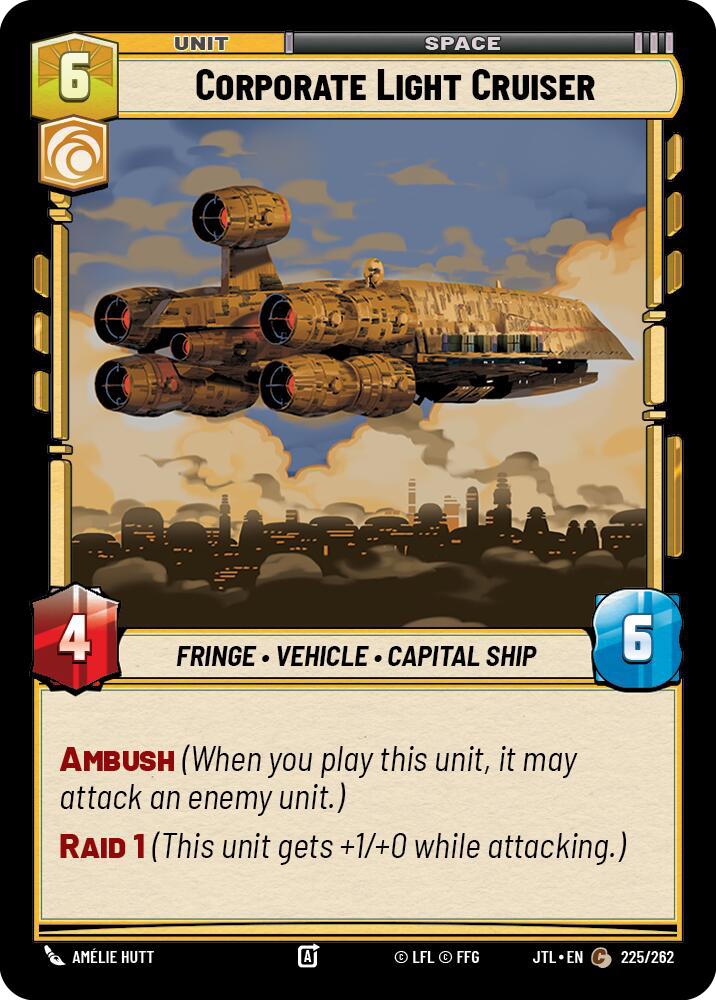 UNIT
SPACE
6
CORPORATE LIGHT CRUISER
4
FRINGE • VEHICLE • CAPITAL SHIP
6
AMBUSH (When you play this unit, it may
attack an enemy unit.)
RAID 1 (This unit gets +1/+0 while attacking.)
AMÉLIE HUTT
A
© LFL © FFG
JTL • EN
C
225/262